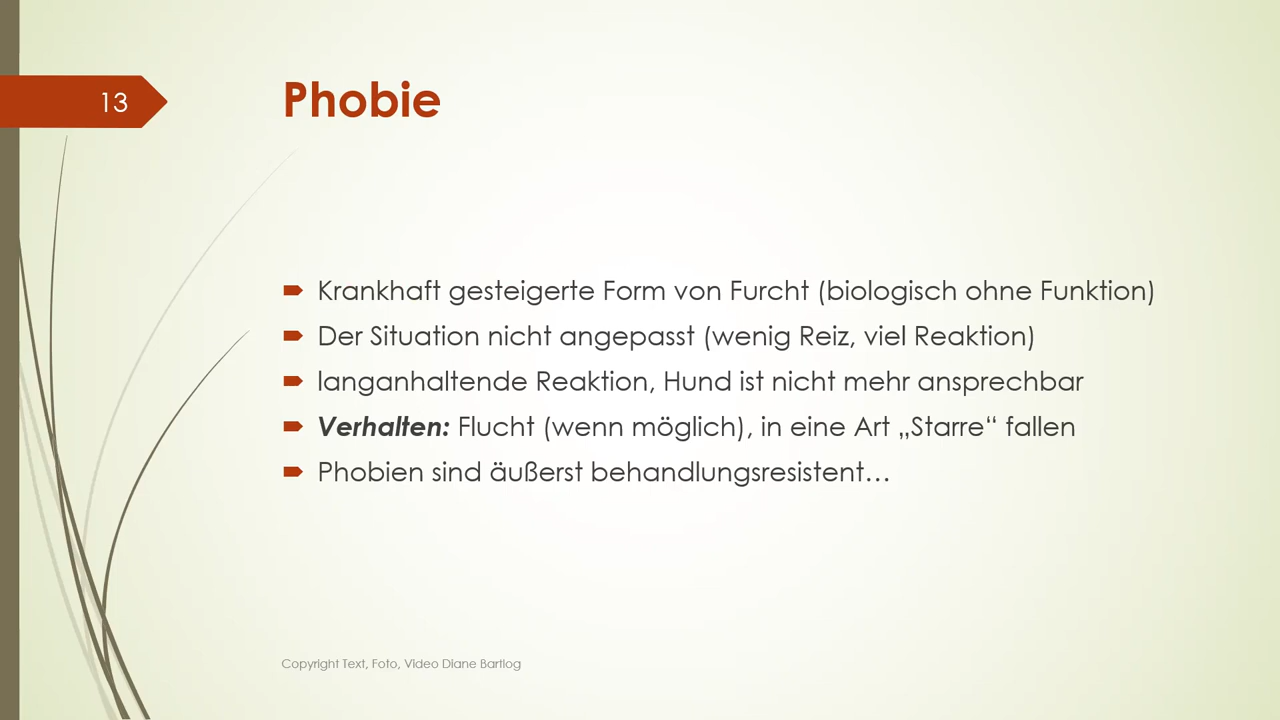 13
Phobie
Krankhaft gesteigerte Form von Furcht (biologisch ohne Funktion)
Der Situation nicht angepasst (wenig Reiz, viel Reaktion)
langanhaltende Reaktion, Hund ist nicht mehr ansprechbar
Verhalten: Flucht (wenn möglich), in eine Art „Starre“ fallen
Phobien sind äußerst behandlungsresistent…
Copyright Text, Foto, Video Diane Bartlog